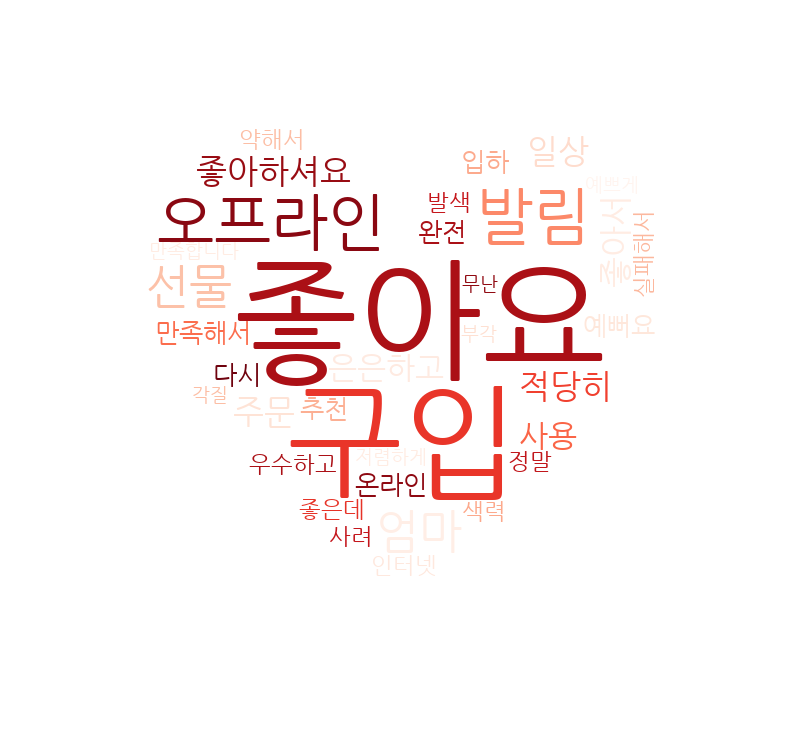 약해서
일상
입하
좋아하셔요
예쁘게
발색
발림
오프라인
좋아서
실패해서
완전
만족합니다
선물
좋아요
무난
만족해서
부각
예뻐요
은은하고
다시
적당히
각질
주문
추천
구입
사용
우수하고
저렴하게
정말
온라인
좋은데
색력
엄마
사려
인터넷